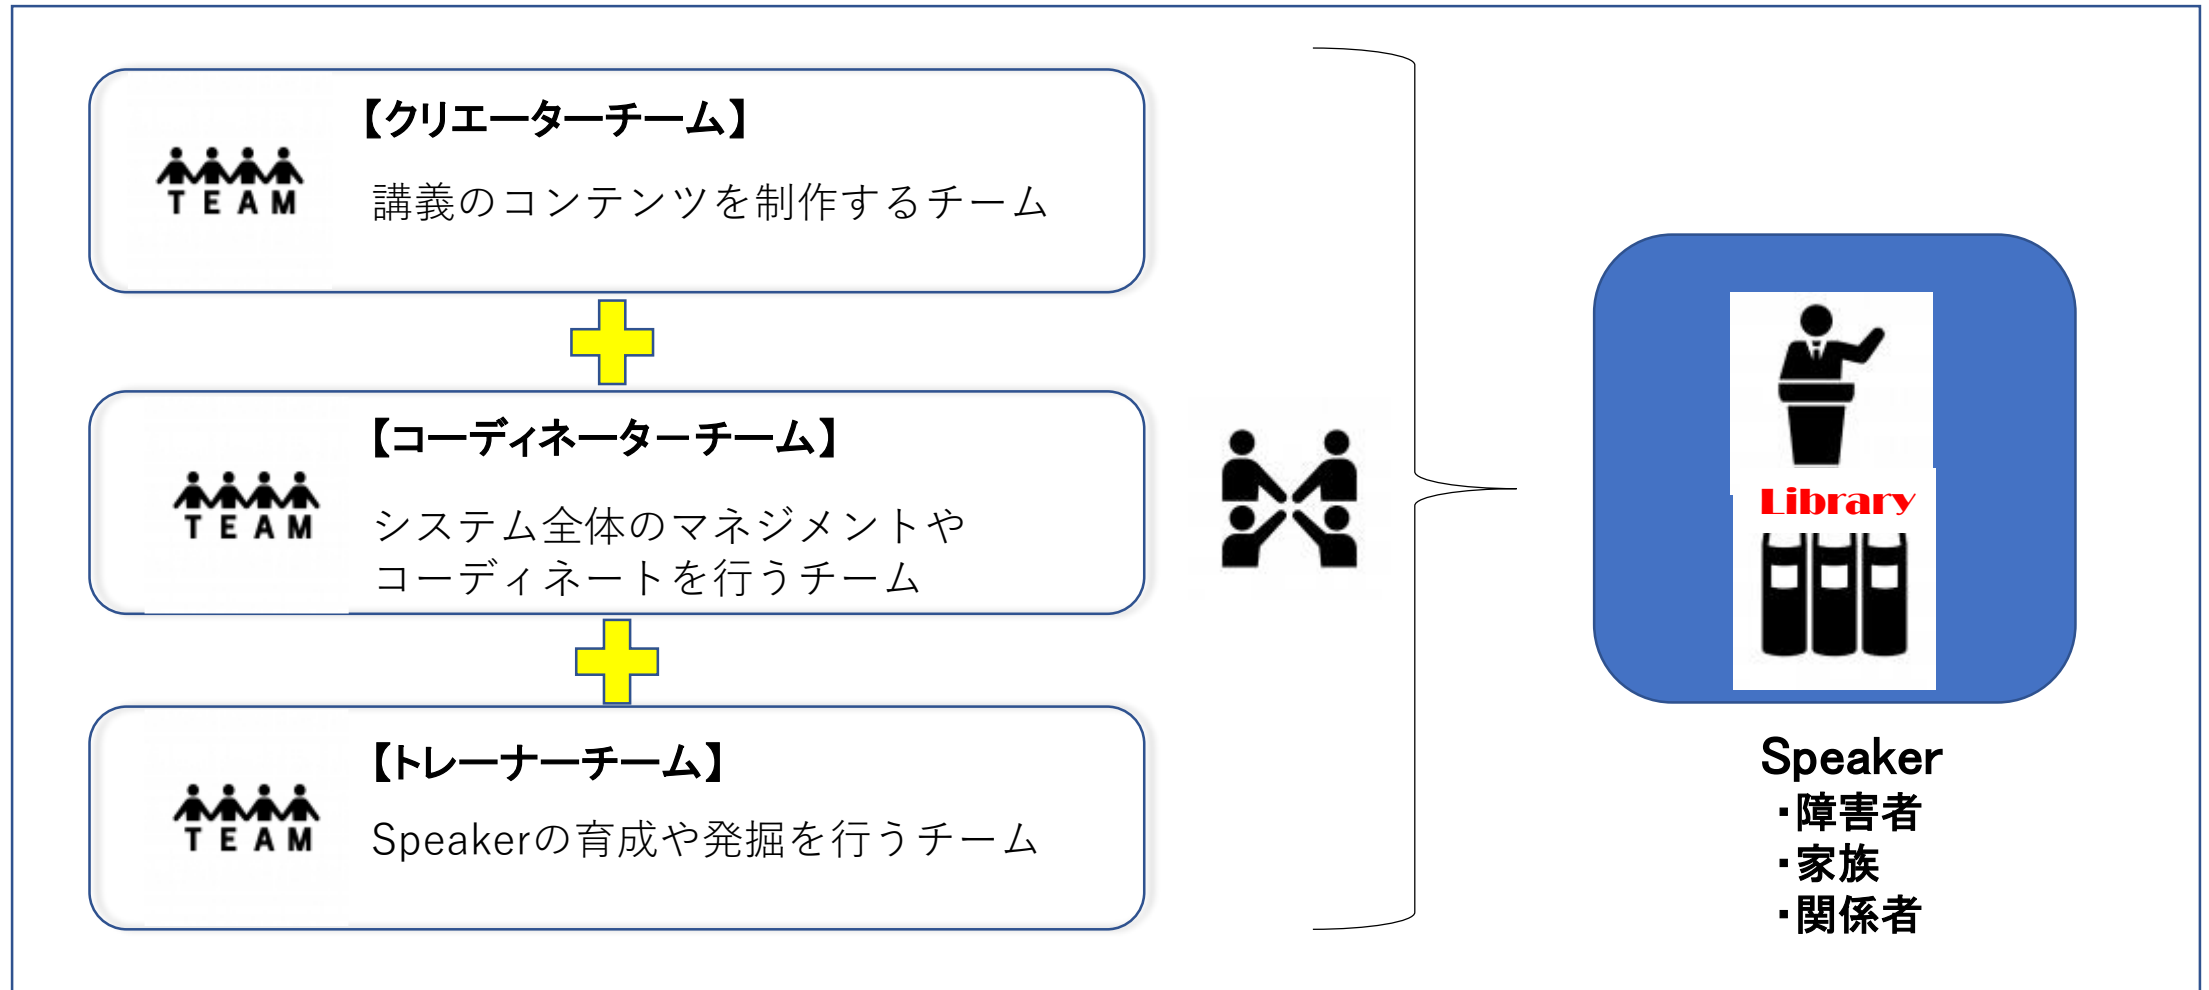 【クリエーターチーム】
TEAM
講義のコンテンツを制作するチーム
【コーディネーターチーム】
TEAM
システム全体のマネジメントや
コーディネートを行うチーム
【トレーナーチーム】
TEAM
Speakerの育成や発掘を行うチーム
Library
Speaker
・障害者
・家族
・関係者